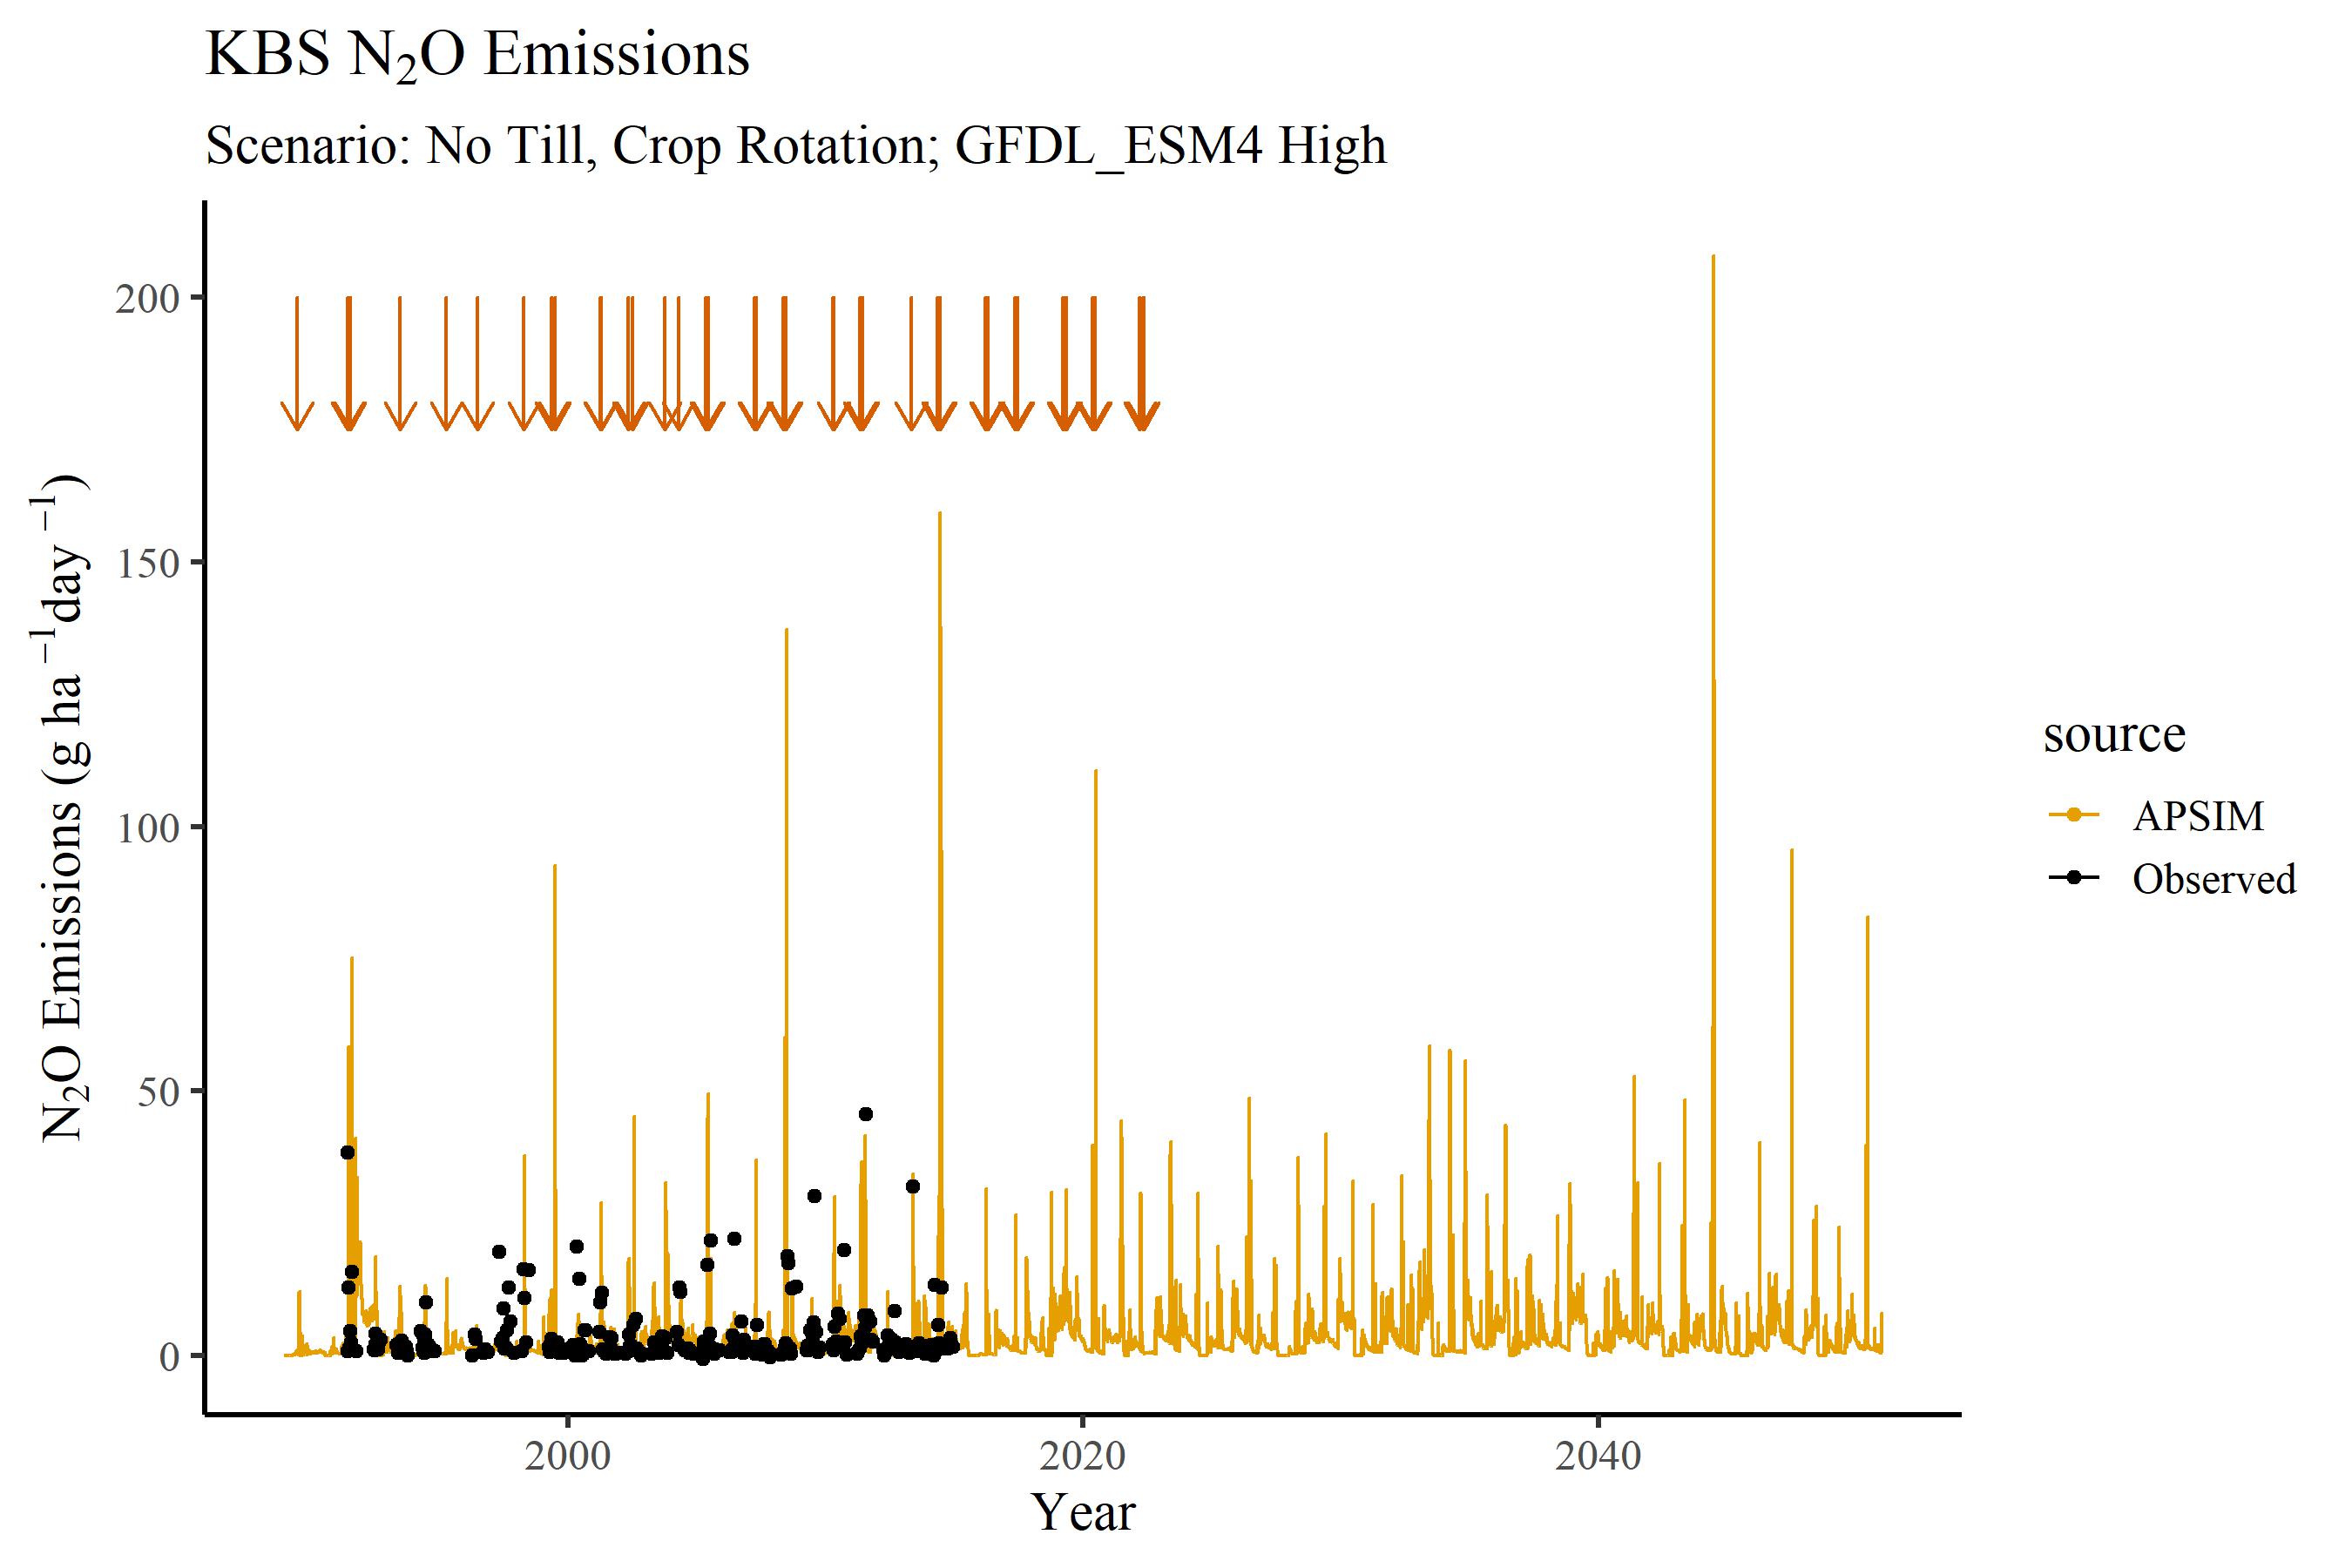 KBS N₂O Emissions
Scenario: No Till, Crop Rotation; GFDL_ESM4 High
N₂O Emissions (g ha ⁻¹day ⁻¹)
200
150
100
50
0
2000 2020 2040
Year
source
APSIM
Observed